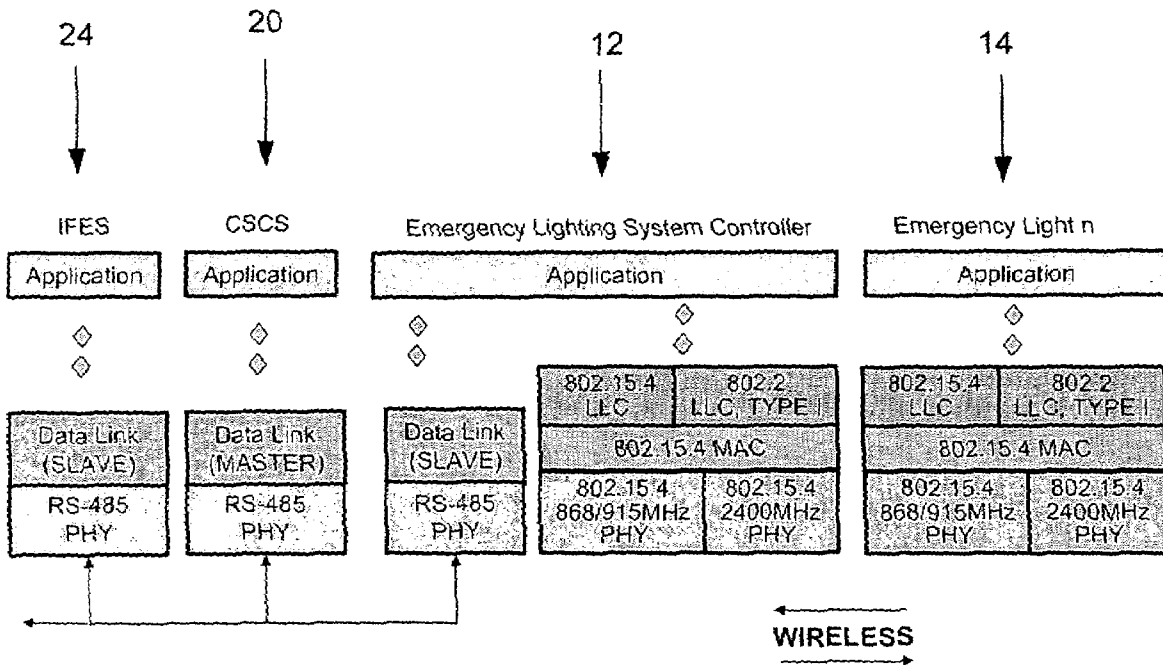 24
20
12
14
IFES
CSCS
Emergency Lighting System Controller
Emergency Light n
Application
Application
Application
Application
802.15.4
LLC
802.2
LLC, TYPE I
802.15.4
LLC
802.2
LLC, TYPE I
Data Link
(SLAVE)
Data Link
(MASTER)
Data Link
(SLAVE)
802.15.4 MAC
802.15.4 MAC
RS-485
PHY
RS-485
PHY
RS-485
PHY
802.15.4
868/915MHz
PHY
802.15.4
2400MHz
PHY
802.15.4
868/915MHz
PHY
802.15.4
2400MHz
PHY
WIRELESS